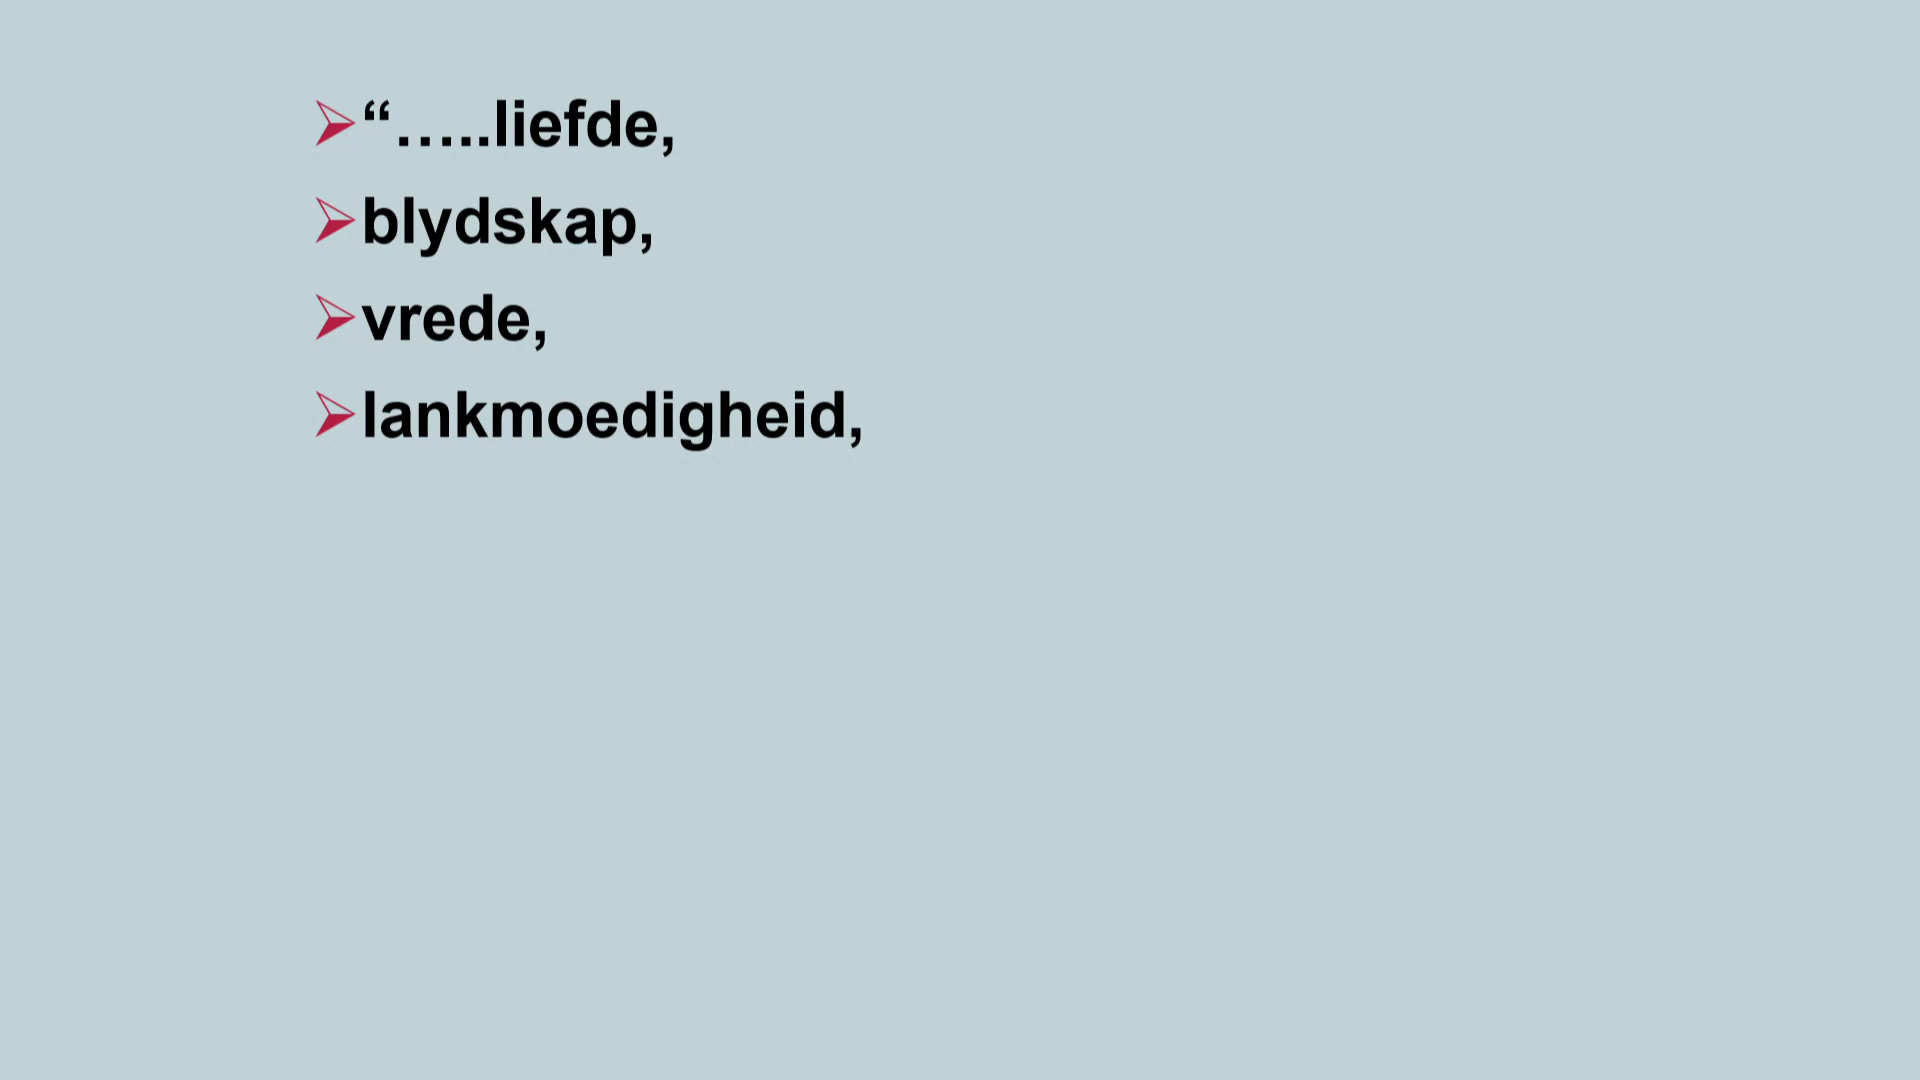 ➢“…..liefde,
➢blydskap,
➢vrede,
➢lankmoedigheid,